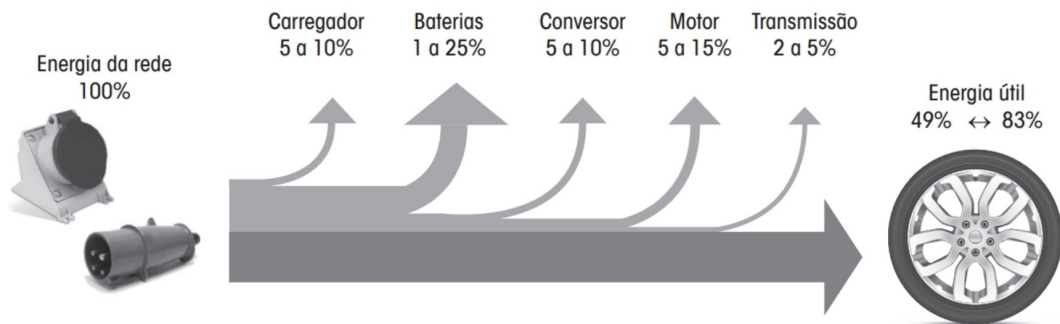 Energia da rede
100%
Carregador
5 a 10%
Baterias
1 a 25%
Conversor
5 a 10%
Motor
5 a 15%
Transmissão
2 a 5%
Energia útil
49% ↔ 83%